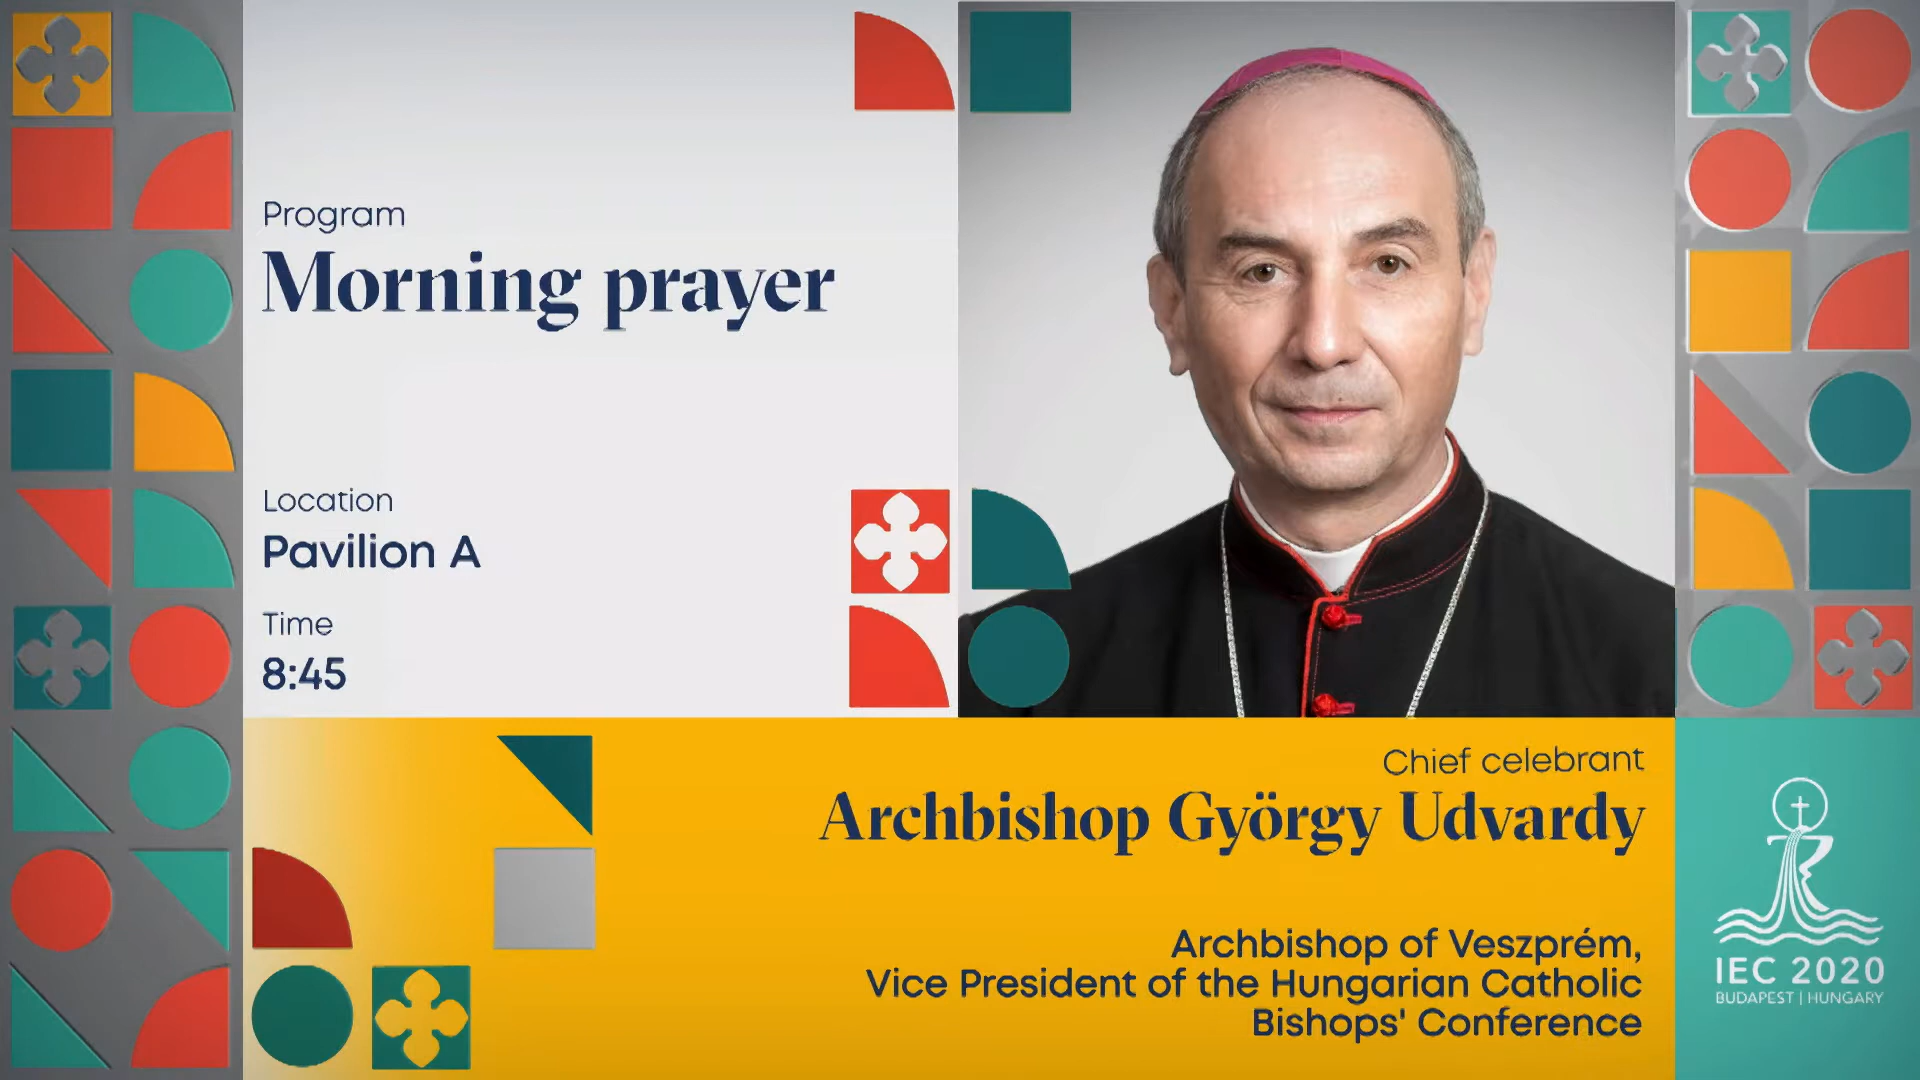 Program
Morning prayer
Location
Pavilion A
Time
8:45
Chief celebrant
Archbishop György Udvardy
Archbishop of Veszprém,
Vice President of the Hungarian Catholic
Bishops' Conference
IEC 2020
BUDAPEST | HUNGARY